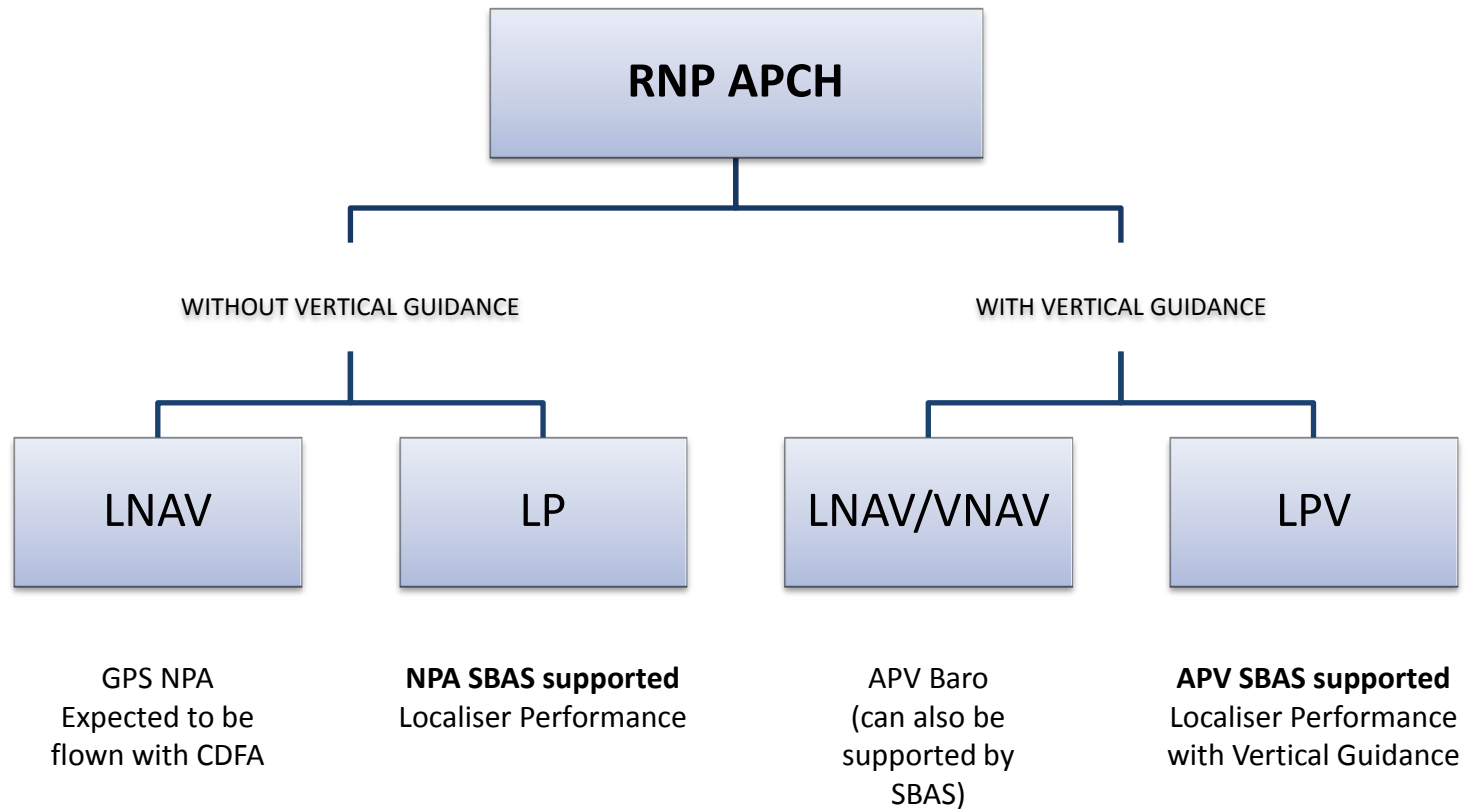 RNP APCH
WITHOUT VERTICAL GUIDANCE
WITH VERTICAL GUIDANCE
LNAV
LP
LNAV/VNAV
LPV
GPS NPA
Expected to be
flown with CDFA
NPA SBAS supported
Localiser Performance
APV Baro
(can also be
supported by
SBAS)
APV SBAS supported
Localiser Performance
with Vertical Guidance